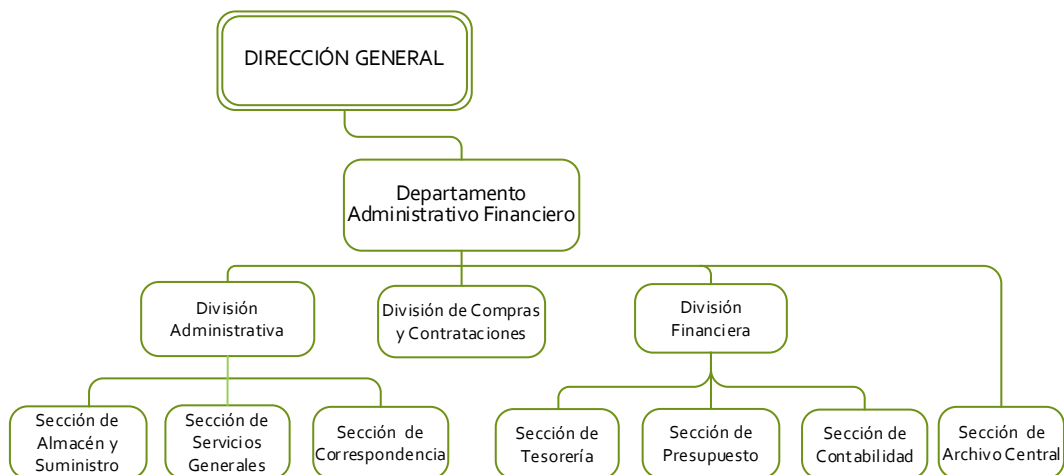 DIRECCIÓN GENERAL
Departamento
Administrativo Financiero
División
Administrativa
División de Compras
y Contrataciones
División
Financiera
Sección de
Almacén y
Suministro
Sección de
Servicios
Generales
Sección de
Correspondencia
Sección de
Tesorería
Sección de
Presupuesto
Sección de
Contabilidad
Sección de
Archivo Central